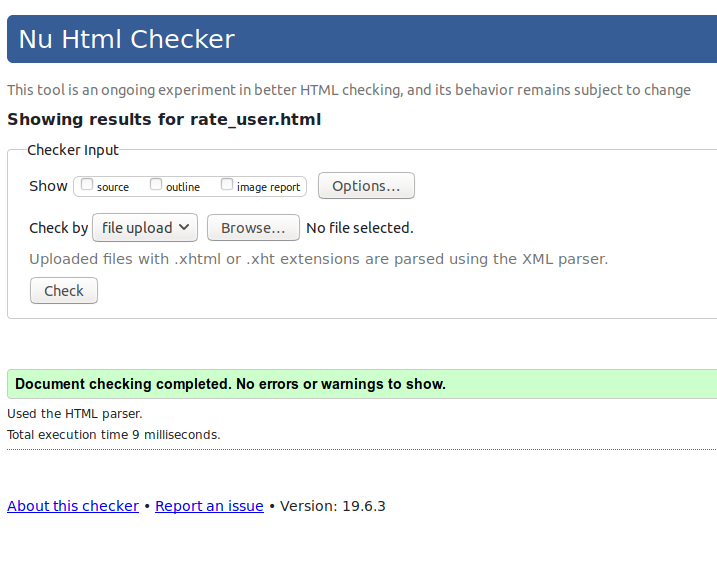 Nu Html Checker
This tool is an ongoing experiment in better HTML checking, and its behavior remains subject to change
Showing results for rate_user.html
Checker Input
Show source outline image report Options...
Check by file upload Browse... No file selected.
Uploaded files with .xhtml or .xht extensions are parsed using the XML parser.
Check
Document checking completed. No errors or warnings to show.
Used the HTML parser.
Total execution time 9 milliseconds.
About this checker • Report an issue • Version: 19.6.3